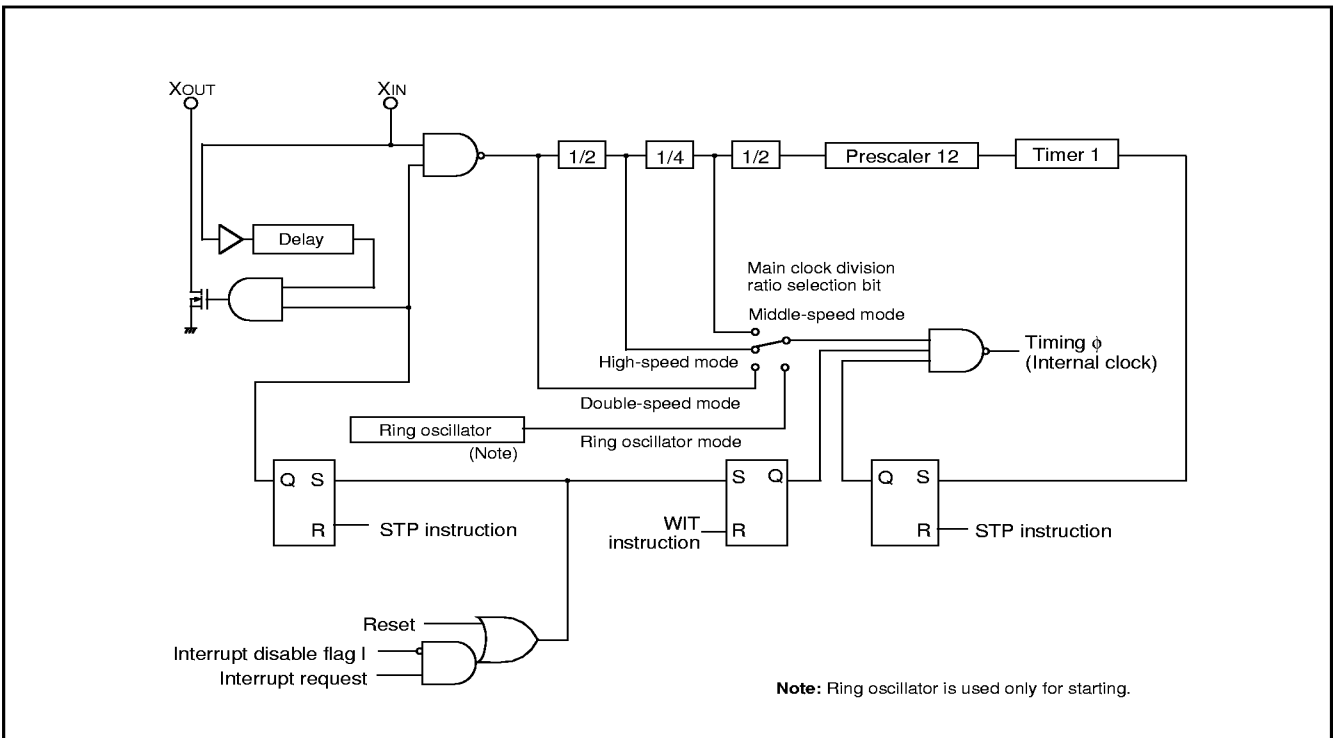 XOUT
XIN
1/2
1/4
1/2
Prescaler 12
Timer 1
Delay
Main clock division
ratio selection bit
Middle-speed mode
High-speed mode
Timing ϕ
(Internal clock)
Double-speed mode
Ring oscillator
(Note)
Ring oscillator mode
Q S
R
STP instruction
S Q
R
WIT
instruction
Q S
R
STP instruction
Reset
Interrupt disable flag I
Interrupt request
Note: Ring oscillator is used only for starting.